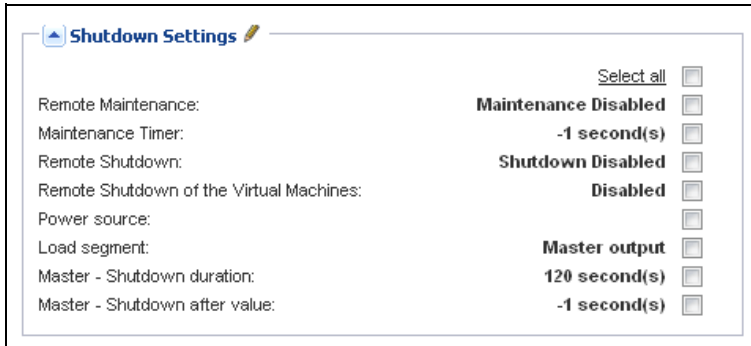 Shutdown Settings
Select all
Remote Maintenance: Maintenance Disabled
Maintenance Timer: -1 second(s)
Remote Shutdown: Shutdown Disabled
Remote Shutdown of the Virtual Machines: Disabled
Power source:
Load segment: Master output
Master - Shutdown duration: 120 second(s)
Master - Shutdown after value: -1 second(s)